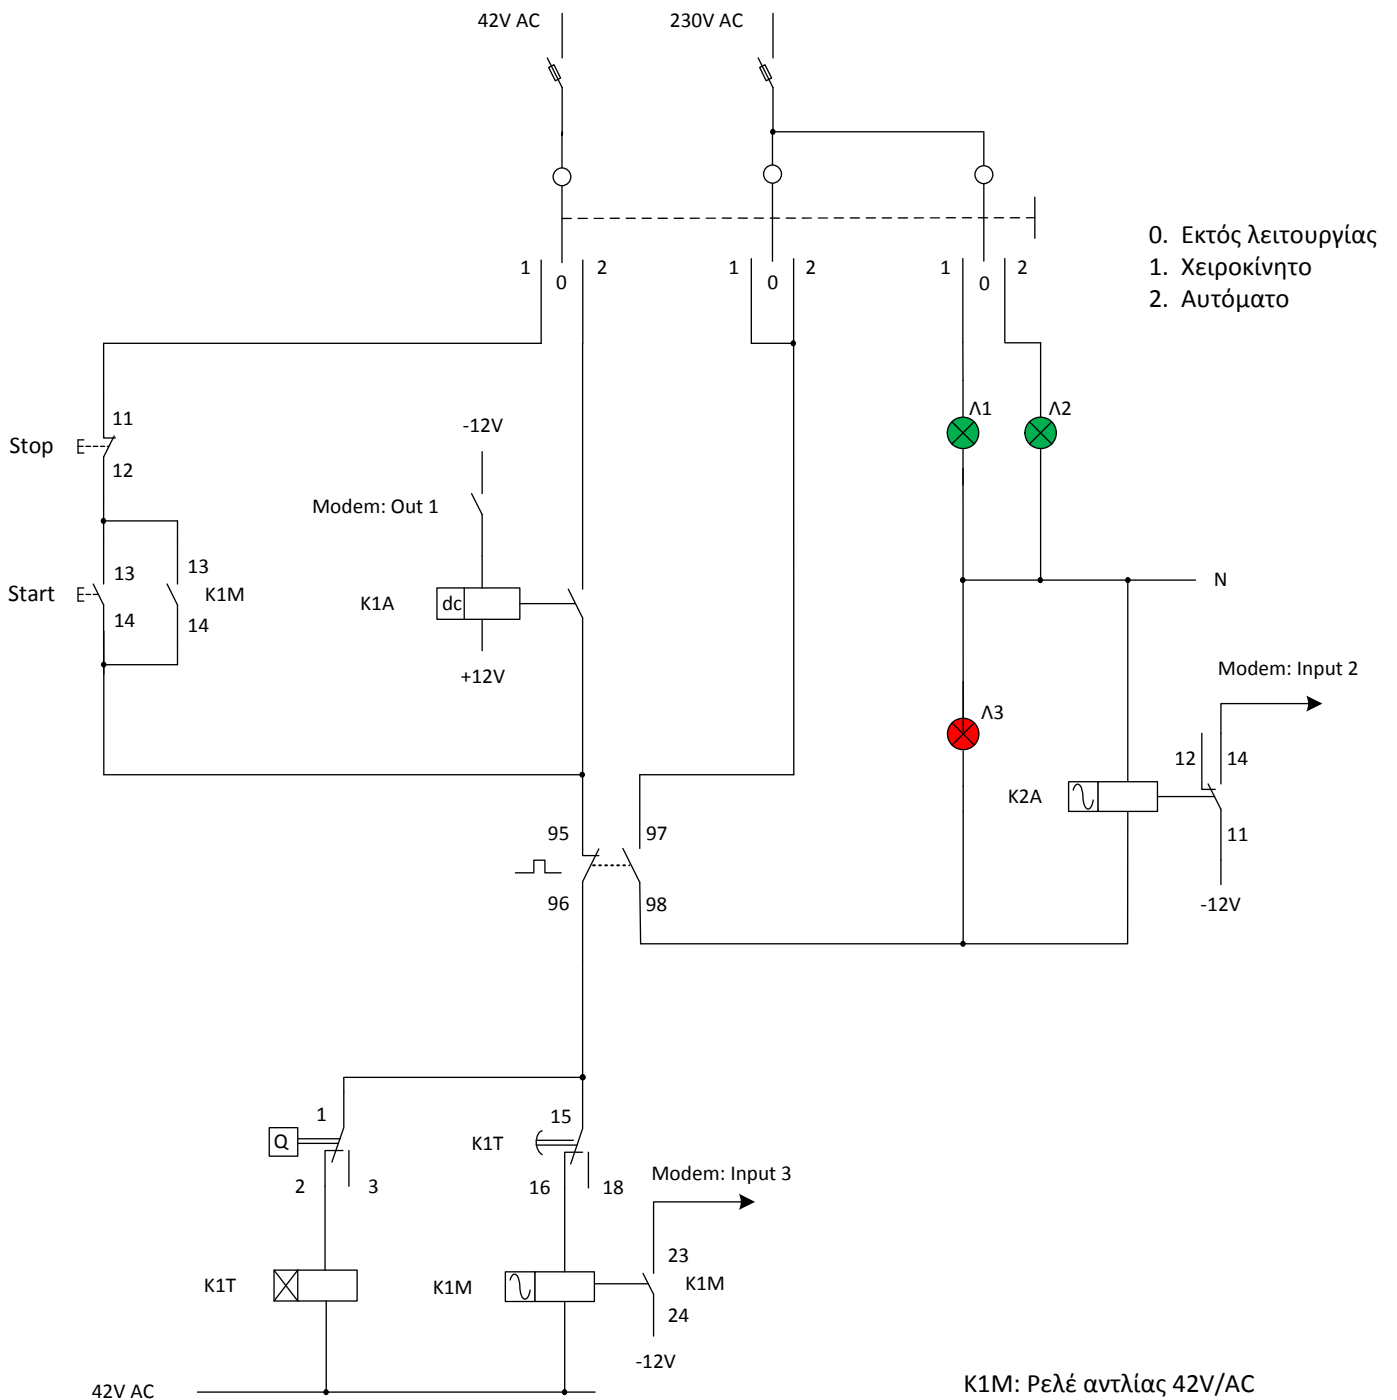 42V AC
230V AC
0. Εκτός λειτουργίας
1. Χειροκίνητο
2. Αυτόματο
1 0 2
1 0 2
1 0 2
11
Stop
12
-12V
Modem: Out 1
Λ1
Λ2
13
13
Start
K1M
14
14
K1A
dc
+12V
N
Modem: Input 2
Λ3
12
14
K2A
11
-12V
95
97
96
98
1
Q
2
3
15
K1T
16
18
Modem: Input 3
K1T
K1M
23
K1M
24
-12V
42V AC
K1M: Ρελέ αντλίας 42V/AC